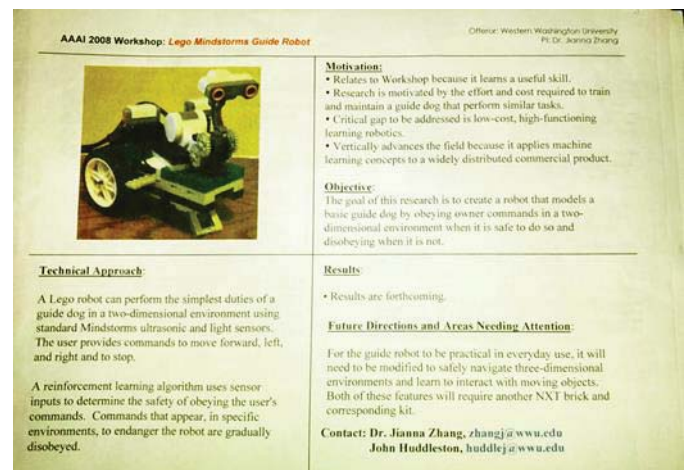 AAAI 2008 Workshop: Lego Mindstorms Guide Robot
Offeror: Western Washington University
PI: Dr. Jianna Zhang
Motivation:
• Relates to Workshop because it learns a useful skill.
• Research is motivated by the effort and cost required to train
and maintain a guide dog that perform similar tasks.
• Critical gap to be addressed is low-cost, high-functioning
learning robotics.
• Vertically advances the field because it applies machine
learning concepts to a widely distributed commercial product.
Objective:
The goal of this research is to create a robot that models a
basic guide dog by obeying owner commands in a two-
dimensional environment when it is safe to do so and
disobeying when it is not.
Technical Approach:
A Lego robot can perform the simplest duties of a
guide dog in a two-dimensional environment using
standard Mindstorms ultrasonic and light sensors.
The user provides commands to move forward, left,
and right and to stop.
A reinforcement learning algorithm uses sensor
inputs to determine the safety of obeying the user's
commands. Commands that appear, in specific
environments, to endanger the robot are gradually
disobeyed.
Results:
• Results are forthcoming.
Future Directions and Areas Needing Attention:
For the guide robot to be practical in everyday use, it will
need to be modified to safely navigate three-dimensional
environments and learn to interact with moving objects.
Both of these features will require another NXT brick and
corresponding kit.
Contact: Dr. Jianna Zhang, zhangj@wwu.edu
John Huddleston, huddlej@wwu.edu